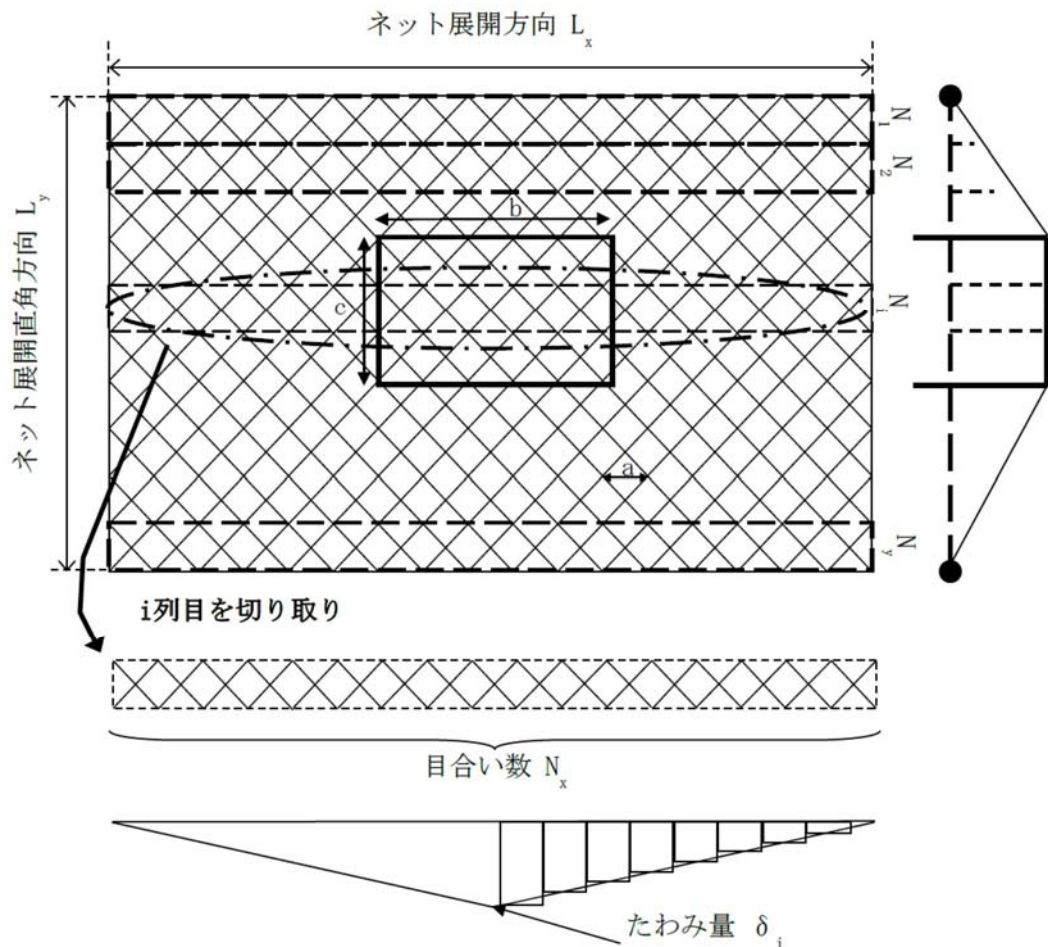 ネット展開方向 Lx
ネット展開直角方向 Ly
N1
N2
b
c
Ni
a
Ny
i列目を切り取り
目合い数 Nx
たわみ量 δi